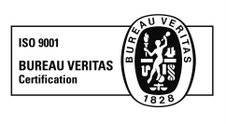 ISO 9001
BUREAU VERITAS
Certification
BUREAU VERITAS
1828